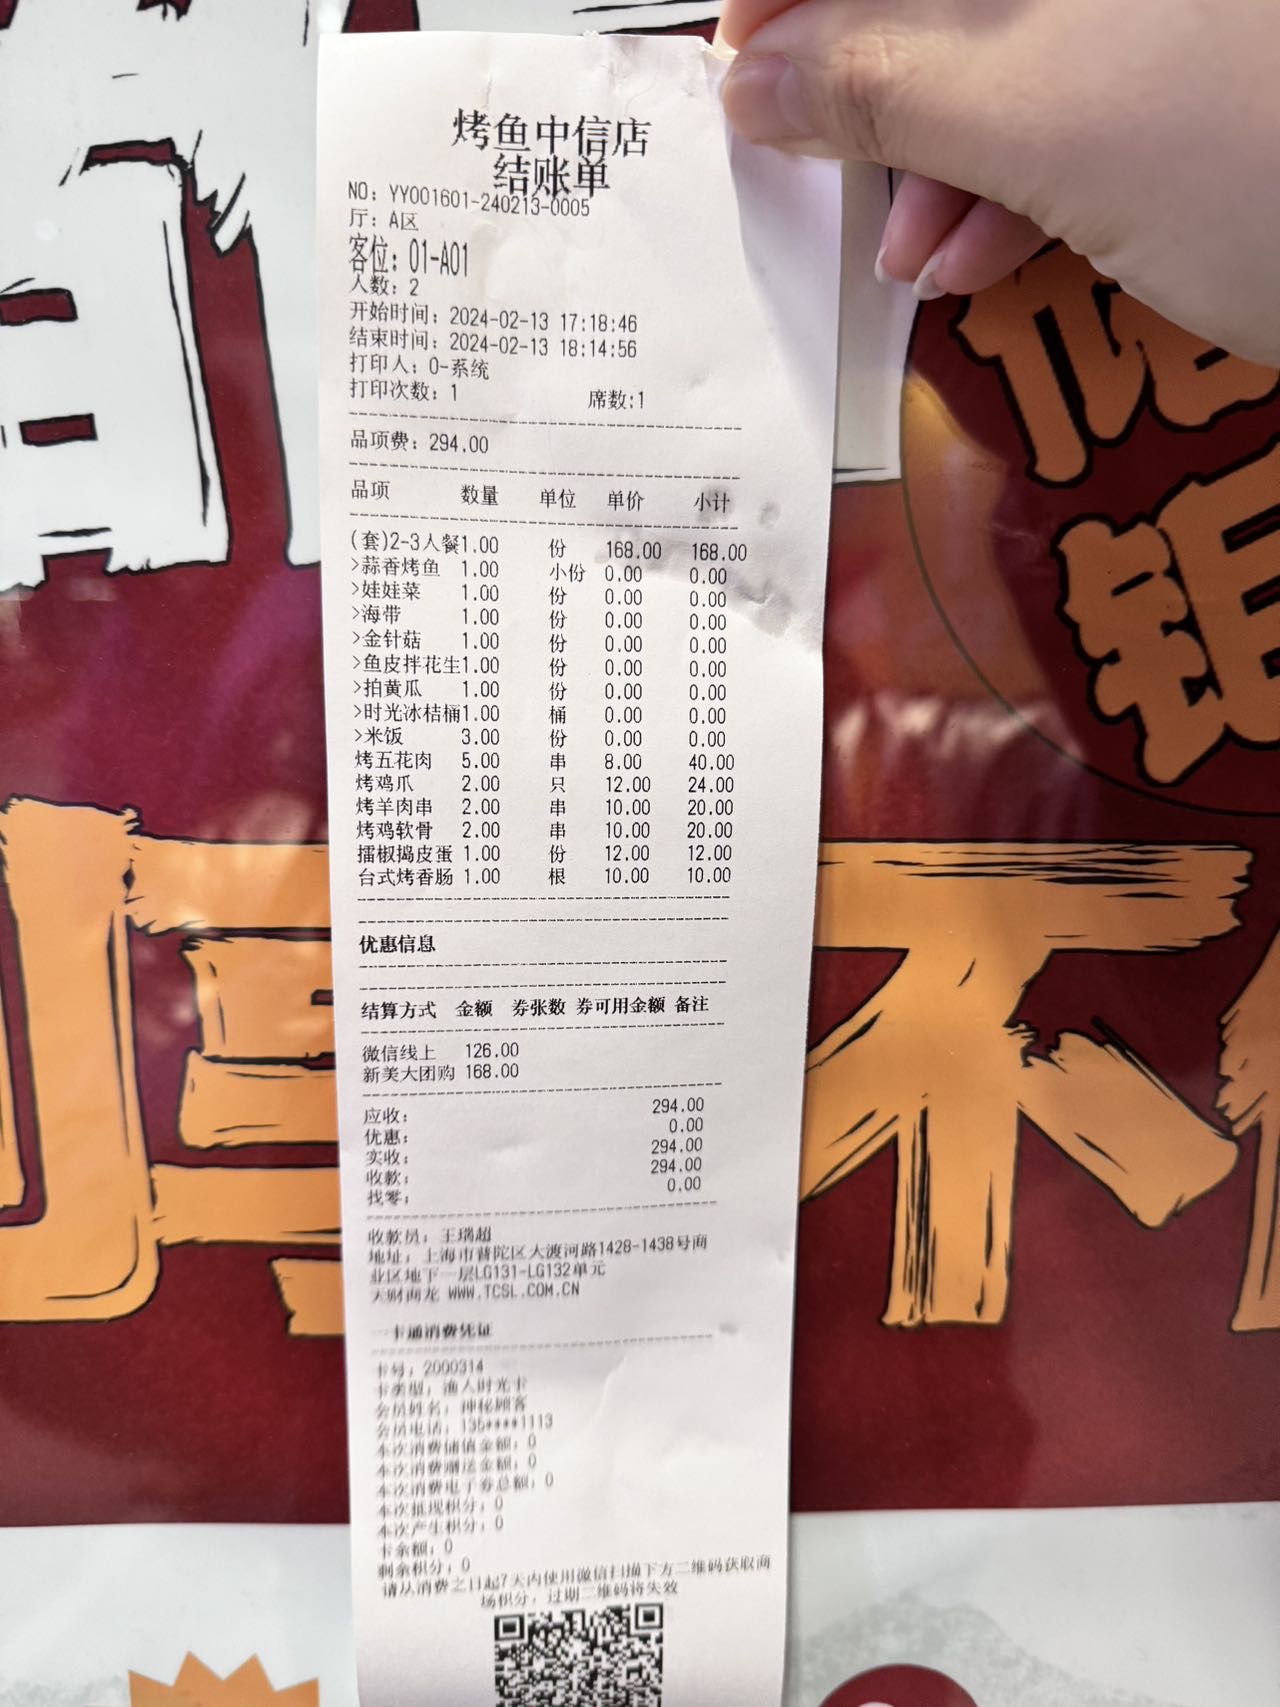 烤鱼中信店
结账单
NO: YY001601-240213-0005
厅: A区
客位: 01-A01
人数: 2
开始时间: 2024-02-13 17:18:46
结束时间: 2024-02-13 18:14:56
打印人: 0-系统
打印次数: 1 席数:1
品项费: 294.00
品项 数量 单位 单价 小计
(套)2-3人餐1.00 份 168.00 168.00
>蒜香烤鱼 1.00 小份 0.00 0.00
>娃娃菜 1.00 份 0.00 0.00
>海带 1.00 份 0.00 0.00
>金针菇 1.00 份 0.00 0.00
>鱼皮拌花生1.00 份 0.00 0.00
>拍黄瓜 1.00 份 0.00 0.00
>时光冰桔桶1.00 桶 0.00 0.00
>米饭 3.00 份 0.00 0.00
烤五花肉 5.00 串 8.00 40.00
烤鸡爪 2.00 只 12.00 24.00
烤羊肉串 2.00 串 10.00 20.00
烤鸡软骨 2.00 串 10.00 20.00
擂椒捣皮蛋 1.00 份 12.00 12.00
台式烤香肠 1.00 根 10.00 10.00
优惠信息
结算方式 金额 券张数 券可用金额 备注
微信线上 126.00
新美大团购 168.00
应收: 294.00
优惠: 0.00
实收: 294.00
收款: 294.00
找零: 0.00
收款员: 王瑞超
地址: 上海市普陀区大渡河路1428-1438号商
业区地下一层LG131-LG132单元
天财商龙 WWW.TCSL.COM.CN
一卡通消费凭证
卡号: 2000314
卡类型: 渔人时光卡
会员姓名: 神秘顾客
会员电话: 135****1113
本次消费储值金额: 0
本次消费赠送金额: 0
本次消费电子券总额: 0
本次抵现积分: 0
本次产生积分: 0
卡余额: 0
剩余积分: 0
请从消费之日起7天内使用微信扫描下方二维码获取商
场积分, 过期二维码将失效